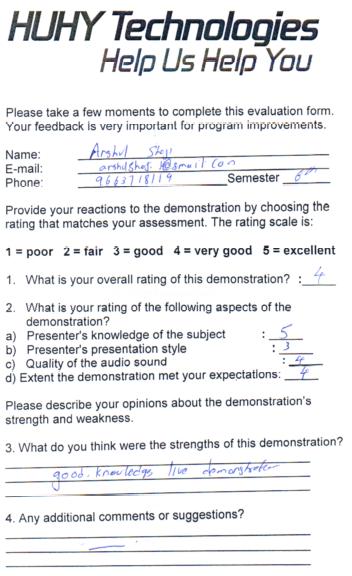 HUHY Technologies
Help Us Help You
Please take a few moments to complete this evaluation form.
Your feedback is very important for program improvements.
Name: Arshul Shaji
E-mail:
Phone: 9663718119 Semester 6th
Provide your reactions to the demonstration by choosing the
rating that matches your assessment. The rating scale is:
1 = poor 2 = fair 3 = good 4 = very good 5 = excellent
1. What is your overall rating of this demonstration? : 4
2. What is your rating of the following aspects of the
demonstration?
a) Presenter's knowledge of the subject : 5
b) Presenter's presentation style : 3
c) Quality of the audio sound : 4
d) Extent the demonstration met your expectations: 4
Please describe your opinions about the demonstration's
strength and weakness.
3. What do you think were the strengths of this demonstration?
good knowledge live
4. Any additional comments or suggestions?
—